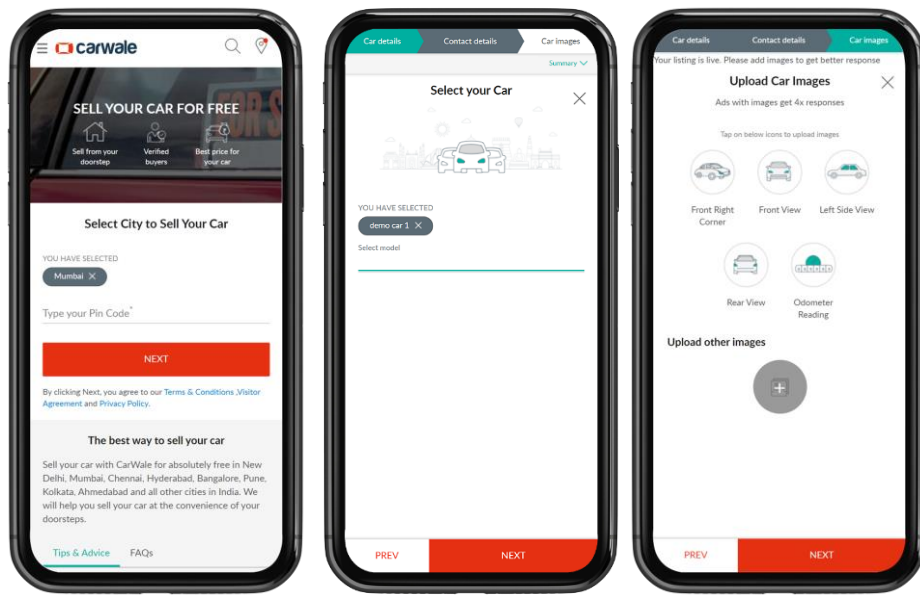 carwale
SELL YOUR CAR FOR FREE
Sell from your
doorstep
Verified
buyers
Best price for
your car
Select City to Sell Your Car
YOU HAVE SELECTED
Mumbai ×
Type your Pin Code*
NEXT
By clicking Next, you agree to our Terms & Conditions ,Visitor
Agreement and Privacy Policy.
The best way to sell your car
Sell your car with CarWale for absolutely free in New
Delhi, Mumbai, Chennai, Hyderabad, Bangalore, Pune,
Kolkata, Ahmedabad and all other cities in India. We
will help you sell your car at the convenience of your
doorsteps.
Tips & Advice FAQs
Car details Contact details Car images
Summary
Select your Car
YOU HAVE SELECTED
demo car 1 ×
Select model
PREV NEXT
Car details Contact details Car images
Your listing is live. Please add images to get better response
Upload Car Images
Ads with images get 4x responses
Tap on below icons to upload images
Front Right
Corner
Front View
Left Side View
Rear View
Odometer
Reading
Upload other images
PREV NEXT